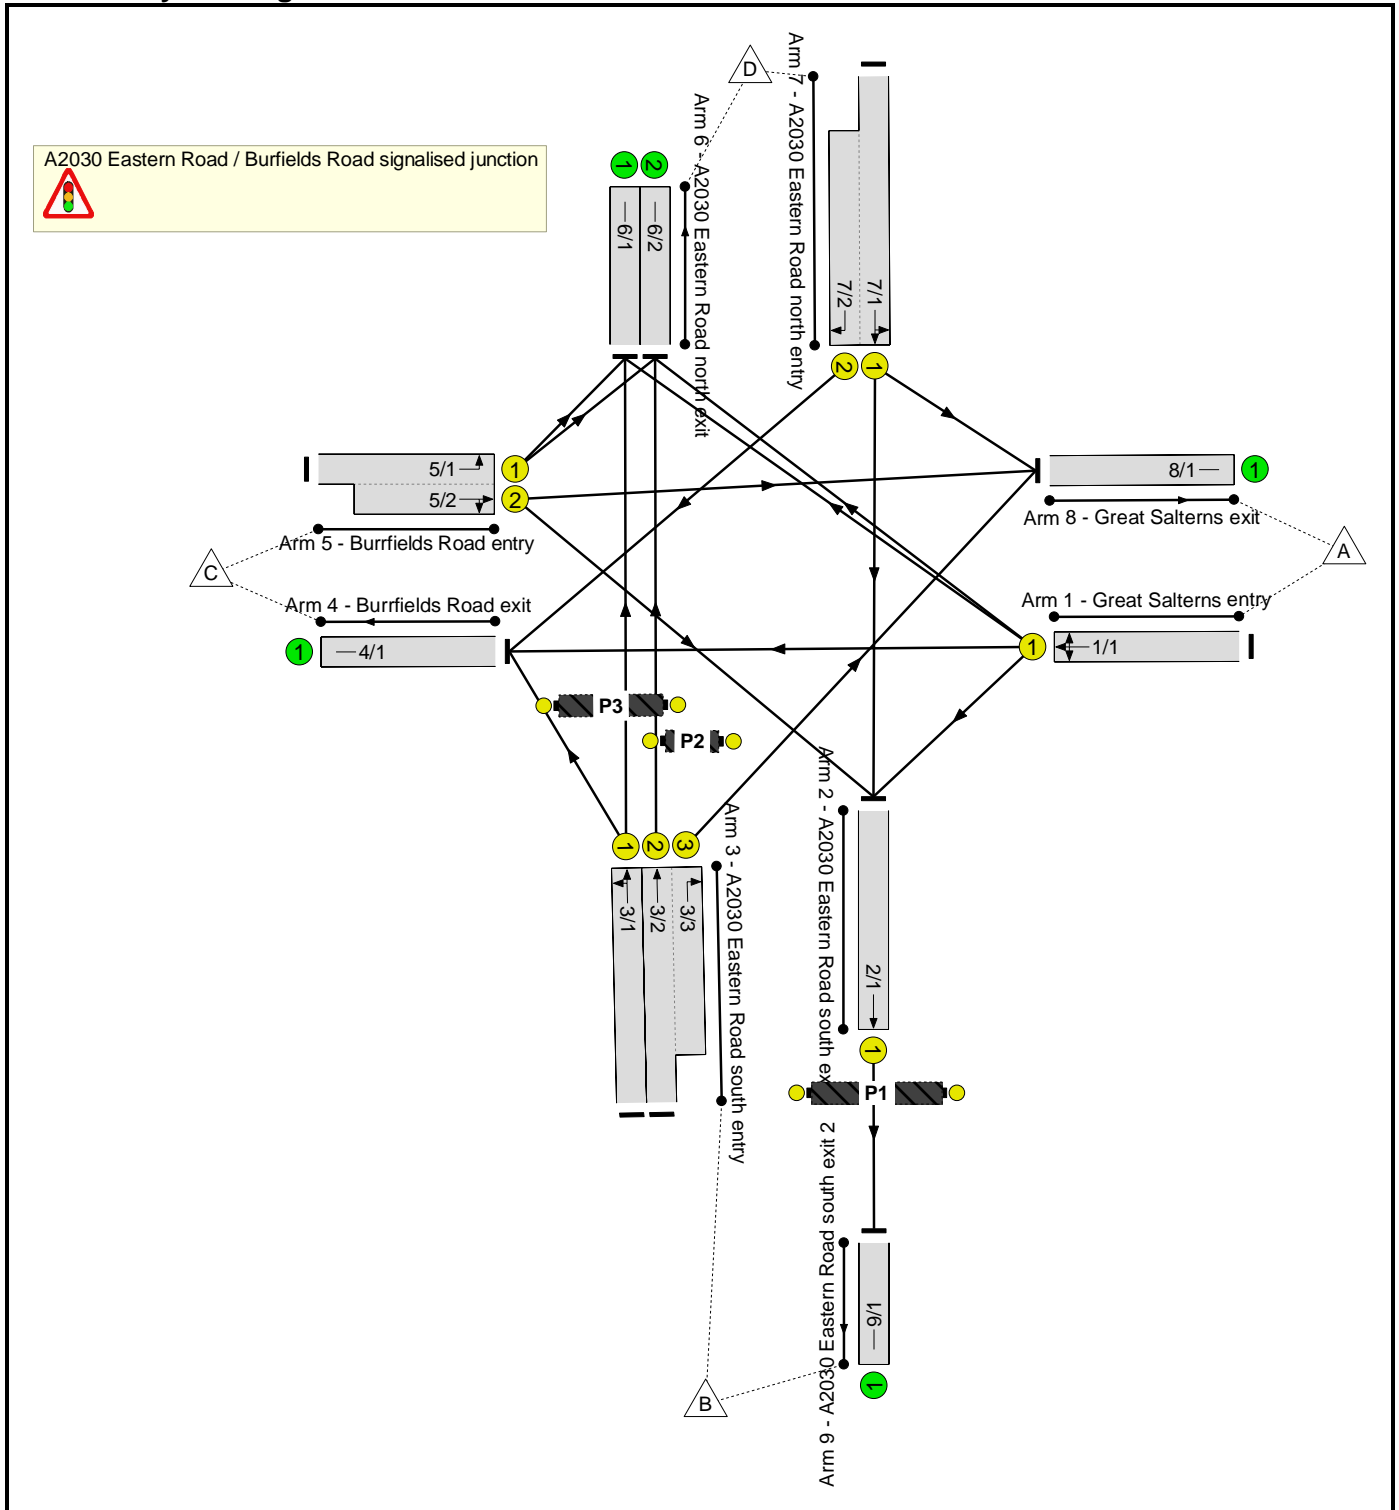 D
A2030 Eastern Road / Burfields Road signalised junction
Arm 7 - A2030 Eastern Road north entry
Arm 6 - A2030 Eastern Road north exit
1
2
6/1
6/2
7/2
7/1
2
1
5/1
5/2
1
2
Arm 5 - Burrfields Road entry
8/1
1
Arm 8 - Great Salterns exit
C
A
Arm 4 - Burrfields Road exit
1
4/1
Arm 1 - Great Salterns entry
1
1/1
P3
P2
1
2
3
3/1
3/2
3/3
Arm 3 - A2030 Eastern Road south entry
Arm 2 - A2030 Eastern Road south ex
2/1
1
P1
Arm 9 - A2030 Eastern Road south exit 2
9/1
1
B